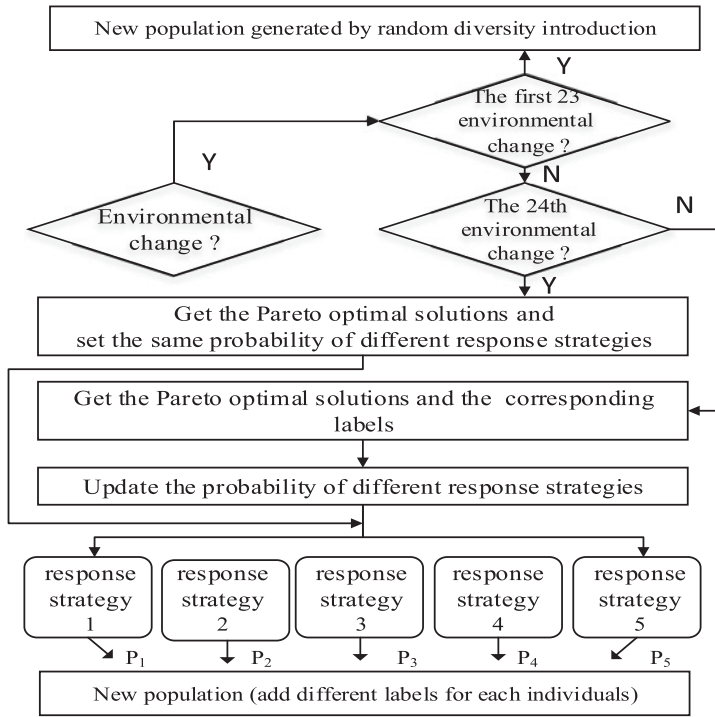 New population generated by random diversity introduction
Y
The first 23
environmental
change ?
Y
N
Environmental
change ?
The 24th
environmental
change ?
N
Y
Get the Pareto optimal solutions and
set the same probability of different response strategies
Get the Pareto optimal solutions and the corresponding
labels
Update the probability of different response strategies
response
strategy
1
response
strategy
2
response
strategy
3
response
strategy
4
response
strategy
5
P1
P2
P3
P4
P5
New population (add different labels for each individuals)